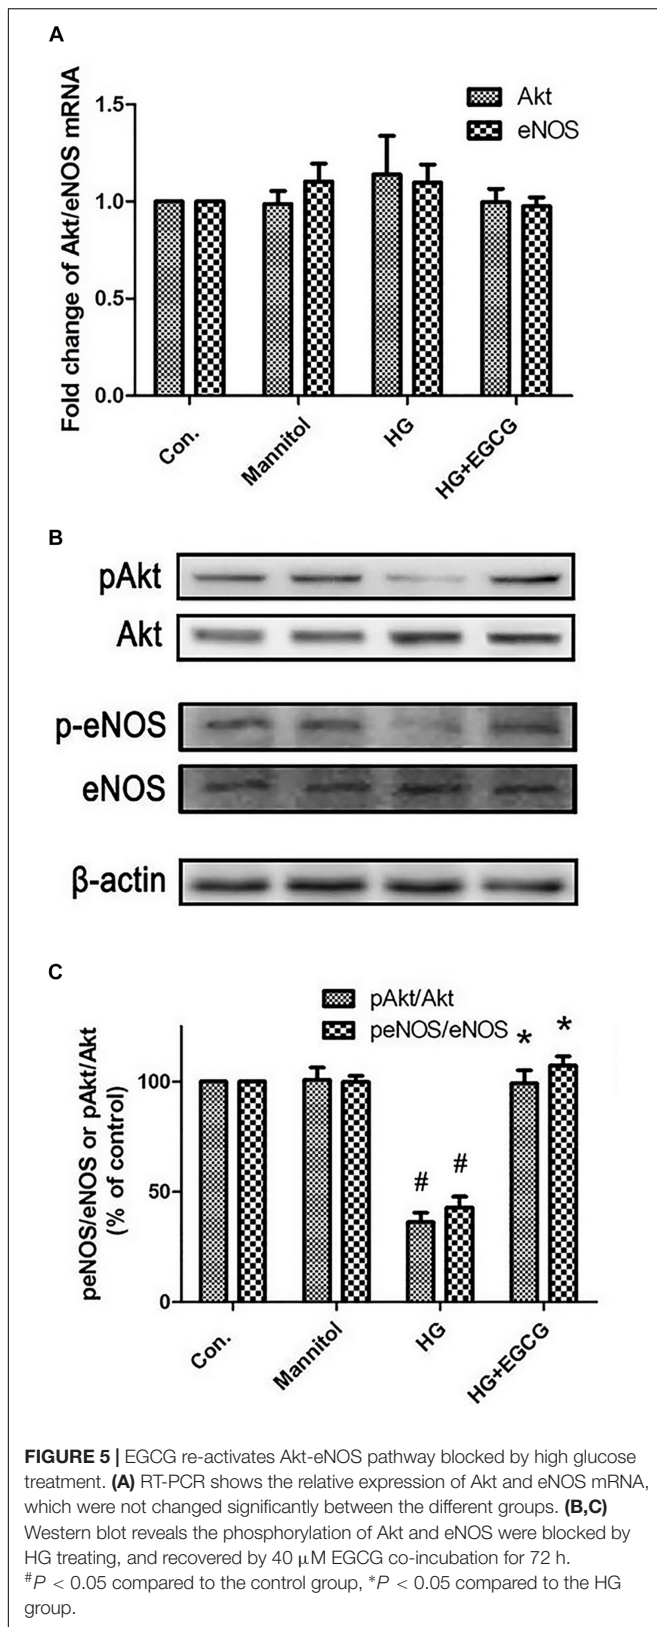 A
Fold change of Akt/eNOS mRNA
1.5
1.0
0.5
0.0
Akt
eNOS
Con.
Mannitol
HG
HG+EGCG
B
pAkt
Akt
p-eNOS
eNOS
β-actin
C
peNOS/eNOS or pAkt/Akt
(% of control)
100
50
0
pAkt/Akt
peNOS/eNOS
# # * *
Con.
Mannitol
HG
HG+EGCG
FIGURE 5 | EGCG re-activates Akt-eNOS pathway blocked by high glucose
treatment. (A) RT-PCR shows the relative expression of Akt and eNOS mRNA,
which were not changed significantly between the different groups. (B,C)
Western blot reveals the phosphorylation of Akt and eNOS were blocked by
HG treating, and recovered by 40 μM EGCG co-incubation for 72 h.
#P < 0.05 compared to the control group, *P < 0.05 compared to the HG
group.